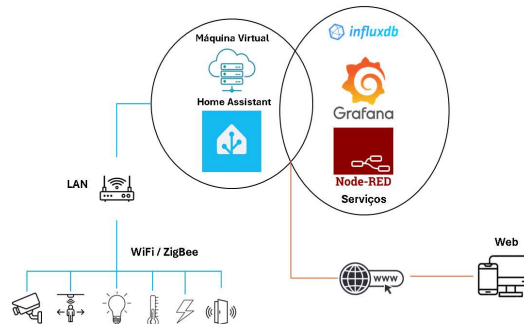 Máquina Virtual
Home Assistant
influxdb
Grafana
Node-RED
Serviços
LAN
WiFi / ZigBee
WWW
Web